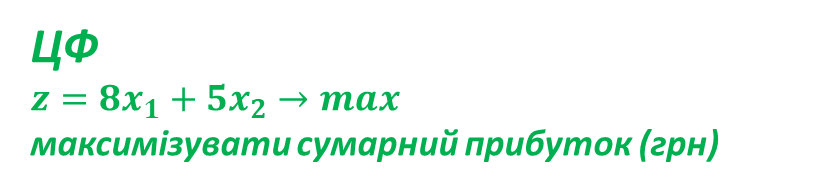 ЦФ
z = 8x₁ + 5x₂ → max
максимізувати сумарний прибуток (грн)